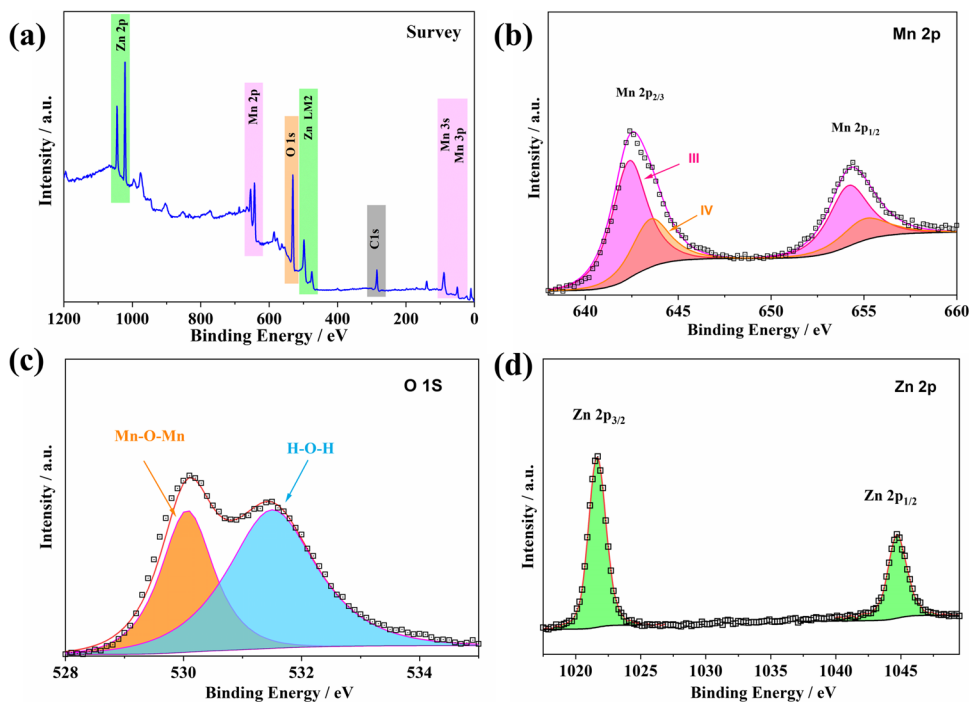 (a)
Survey
Zn 2p
Mn 2p
O 1s
Zn LM2
C1s
Mn 3s
Mn 3p
Intensity / a.u.
1200 1000 800 600 400 200 0
Binding Energy / eV
(b)
Mn 2p
Mn 2p2/3
Mn 2p1/2
III
IV
Intensity / a.u.
640 645 650 655 660
Binding Energy / eV
(c)
O 1S
Mn-O-Mn
H-O-H
Intensity / a.u.
528 530 532 534
Binding Energy / eV
(d)
Zn 2p
Zn 2p3/2
Zn 2p1/2
Intensity / a.u.
1020 1025 1030 1035 1040 1045
Binding Energy / eV